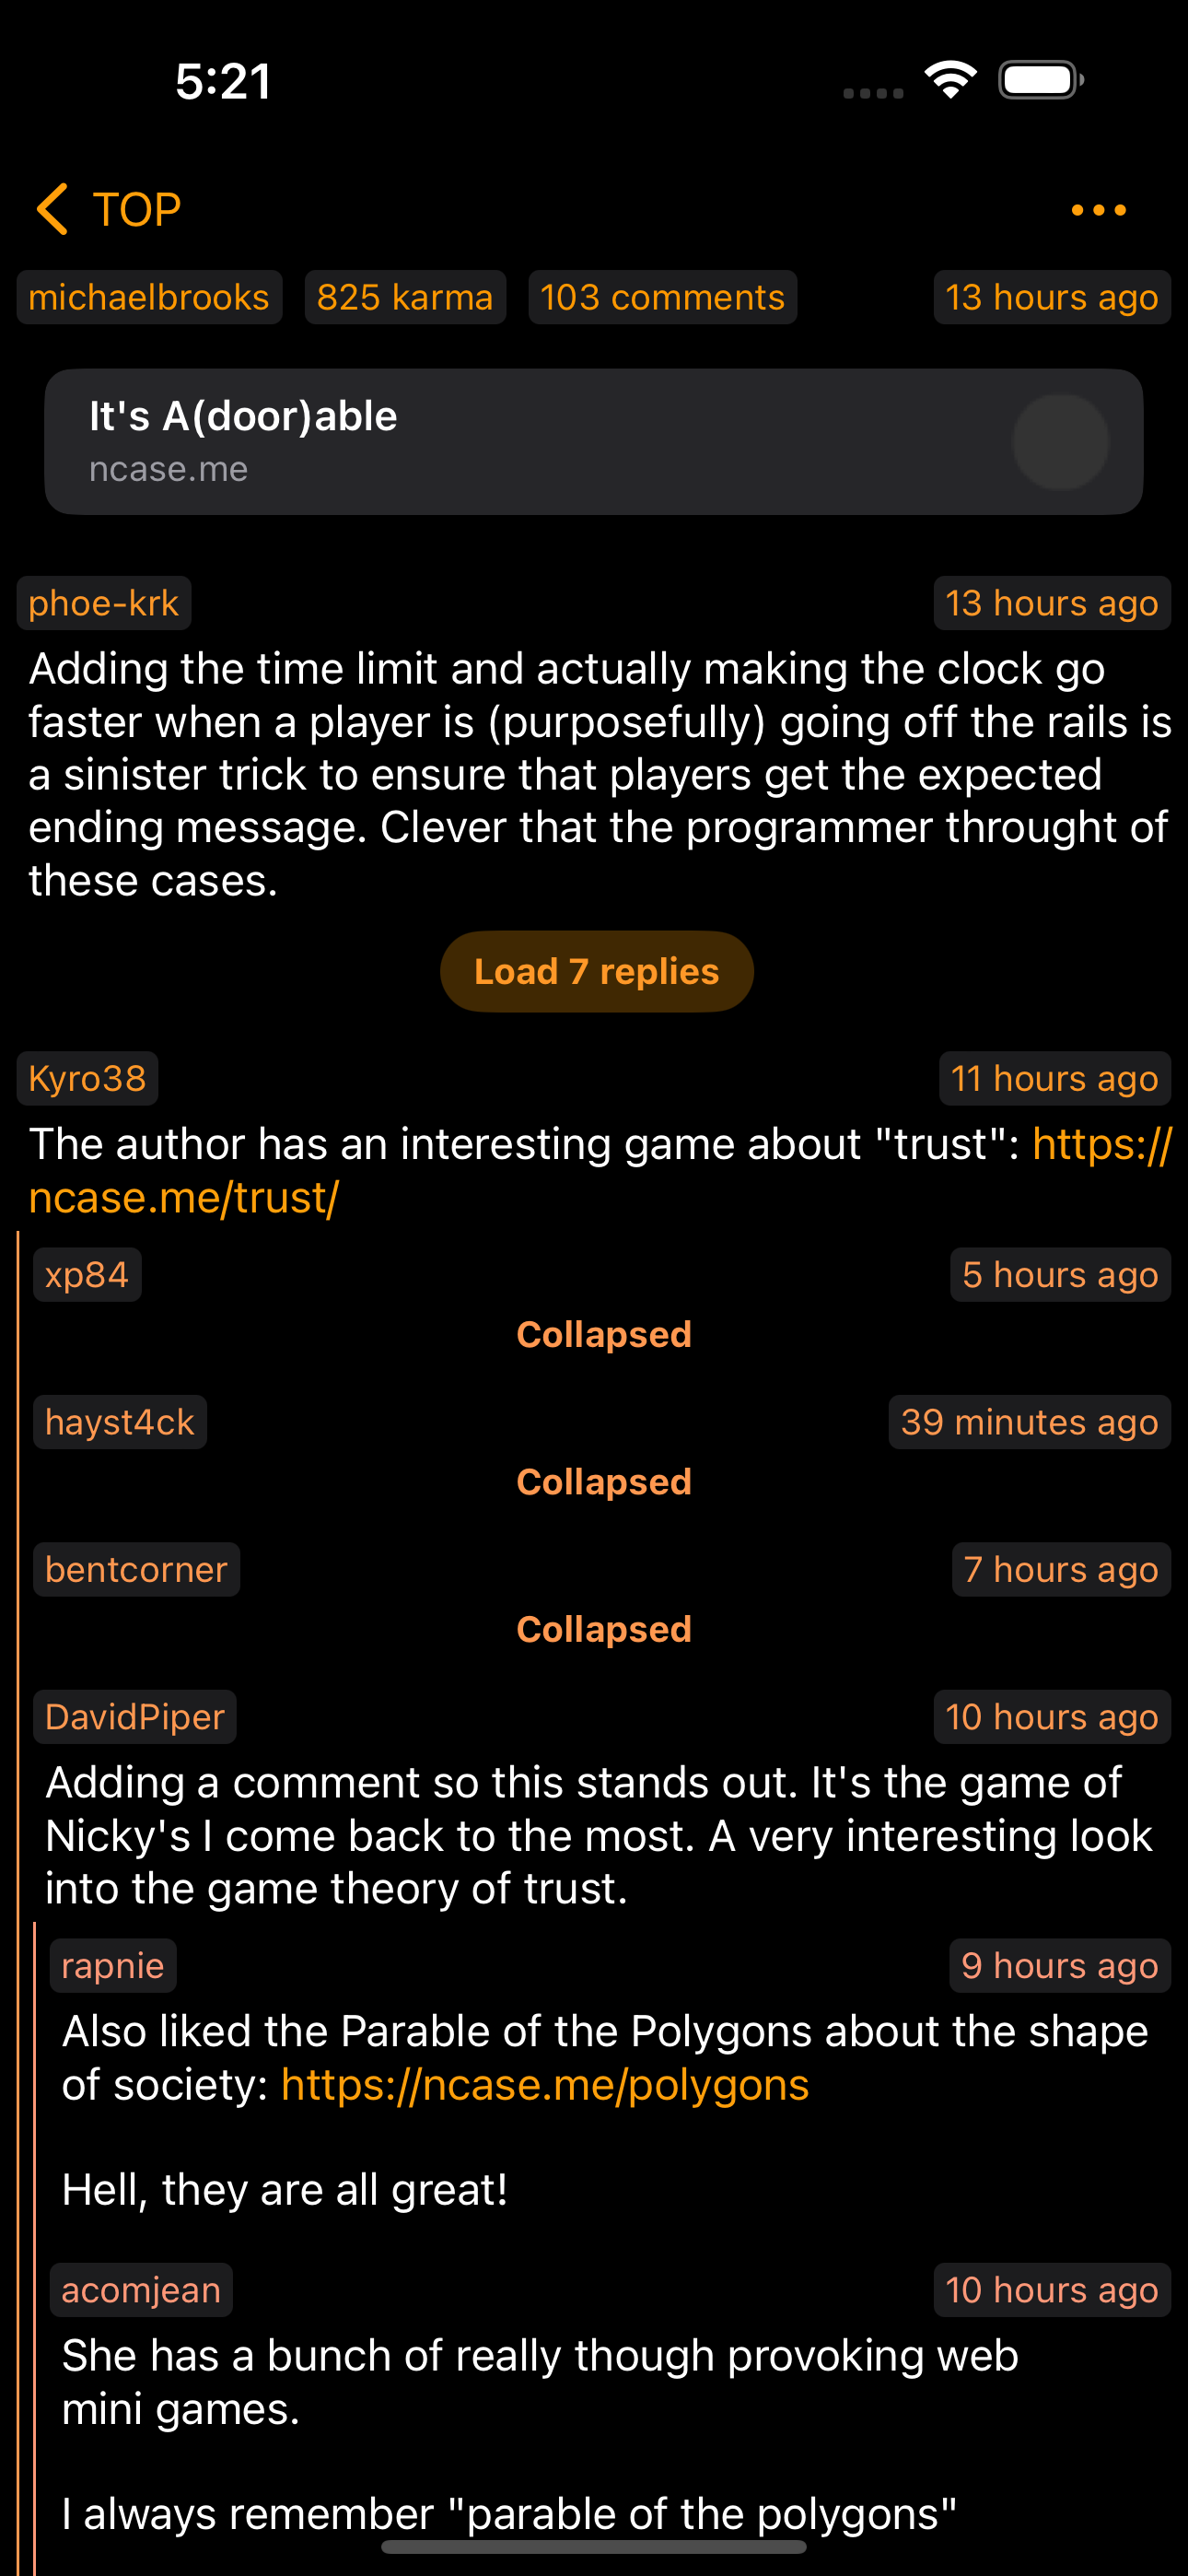 5:21
TOP
michaelbrooks 825 karma 103 comments 13 hours ago
It's A(door)able
ncase.me
phoe-krk 13 hours ago
Adding the time limit and actually making the clock go
faster when a player is (purposefully) going off the rails is
a sinister trick to ensure that players get the expected
ending message. Clever that the programmer throught of
these cases.
Load 7 replies
Kyro38 11 hours ago
The author has an interesting game about "trust": https://
ncase.me/trust/
xp84 5 hours ago
Collapsed
hayst4ck 39 minutes ago
Collapsed
bentcorner 7 hours ago
Collapsed
DavidPiper 10 hours ago
Adding a comment so this stands out. It's the game of
Nicky's I come back to the most. A very interesting look
into the game theory of trust.
rapnie 9 hours ago
Also liked the Parable of the Polygons about the shape
of society: https://ncase.me/polygons
Hell, they are all great!
acomjean 10 hours ago
She has a bunch of really though provoking web
mini games.
I always remember "parable of the polygons"